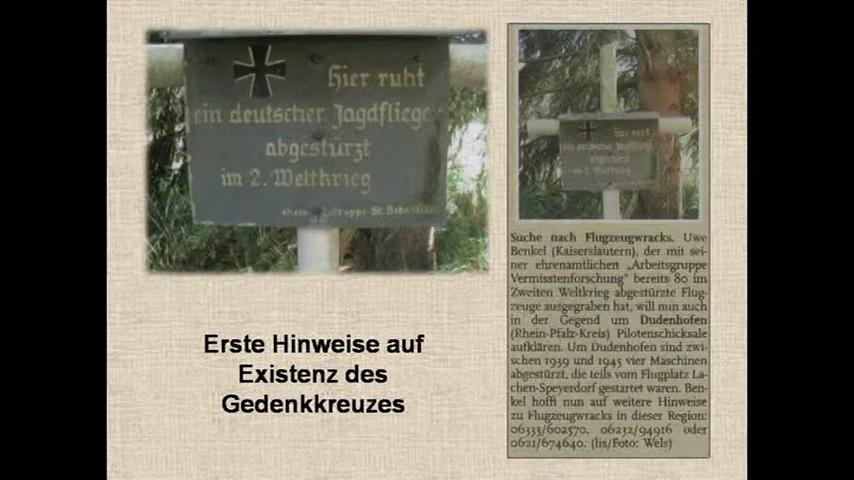 Hier ruht
ein deutscher Jagdflieger
abgestürzt
im 2. Weltkrieg
St. Sebastian
Erste Hinweise auf
Existenz des
Gedenkkreuzes
Hier ruht
ein deutscher Jagdflieger
abgestürzt
im 2. Weltkrieg
Suche nach Flugzeugwracks. Uwe
Benkel (Kaiserslautern), der mit sei-
ner ehrenamtlichen „Arbeitsgruppe
Vermisstenforschung" bereits 80 im
Zweiten Weltkrieg abgestürzte Flug-
zeuge ausgegraben hat, will nun auch
in der Gegend um Dudenhofen
(Rhein-Pfalz-Kreis) Pilotenschicksale
aufklären. Um Dudenhofen sind zwi-
schen 1939 und 1945 vier Maschinen
abgestürzt, die teils vom Flugplatz La-
chen-Speyerdorf gestartet waren. Ben-
kel hofft nun auf weitere Hinweise
zu Flugzeugwracks in dieser Region:
06333/602570, 06232/94916 oder
0621/674640. (lis/Foto: Wels)